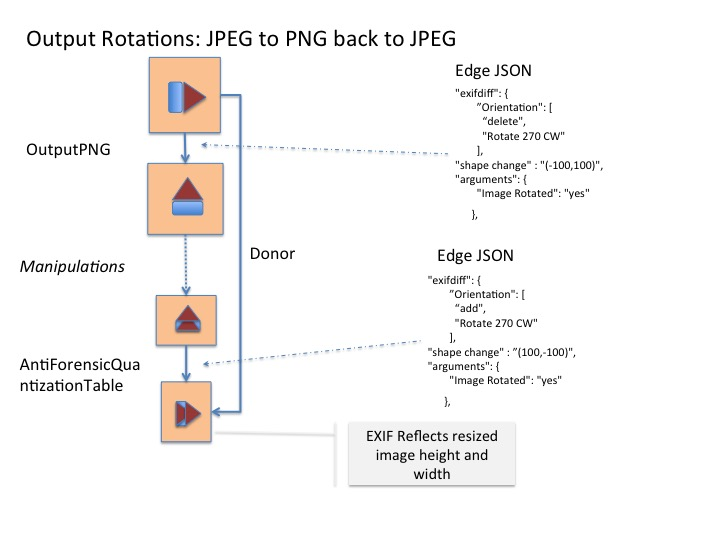 Output Rotations: JPEG to PNG back to JPEG
Edge JSON
"exifdiff": {
”Orientation": [
“delete",
"Rotate 270 CW"
],
"shape change" : "(-100,100)",
"arguments": {
"Image Rotated": "yes"
},
OutputPNG
Donor
Manipulations
Edge JSON
"exifdiff": {
”Orientation": [
“add",
"Rotate 270 CW"
],
"shape change" : ”(100,-100)",
"arguments": {
"Image Rotated": "yes"
},
AntiForensicQua
ntizationTable
EXIF Reflects resized
image height and
width